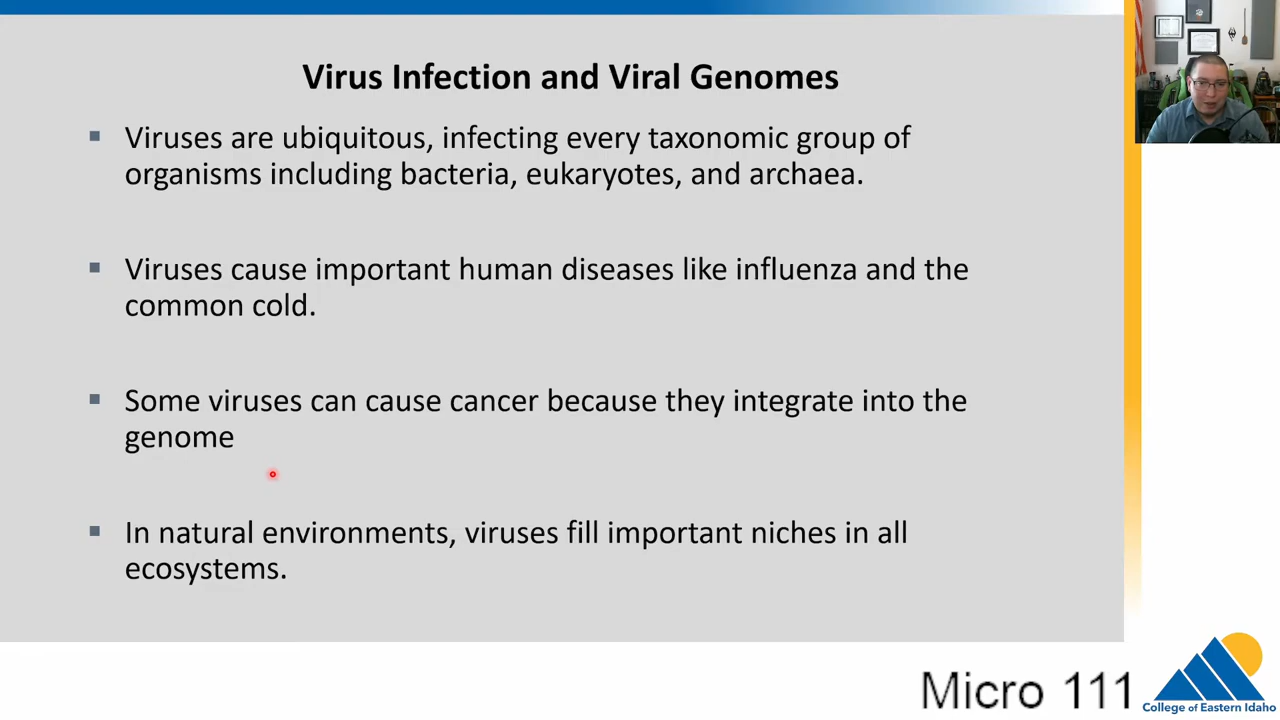 Virus Infection and Viral Genomes
▪ Viruses are ubiquitous, infecting every taxonomic group of
organisms including bacteria, eukaryotes, and archaea.
▪ Viruses cause important human diseases like influenza and the
common cold.
▪ Some viruses can cause cancer because they integrate into the
genome
▪ In natural environments, viruses fill important niches in all
ecosystems.
Micro 111
College of Eastern Idaho